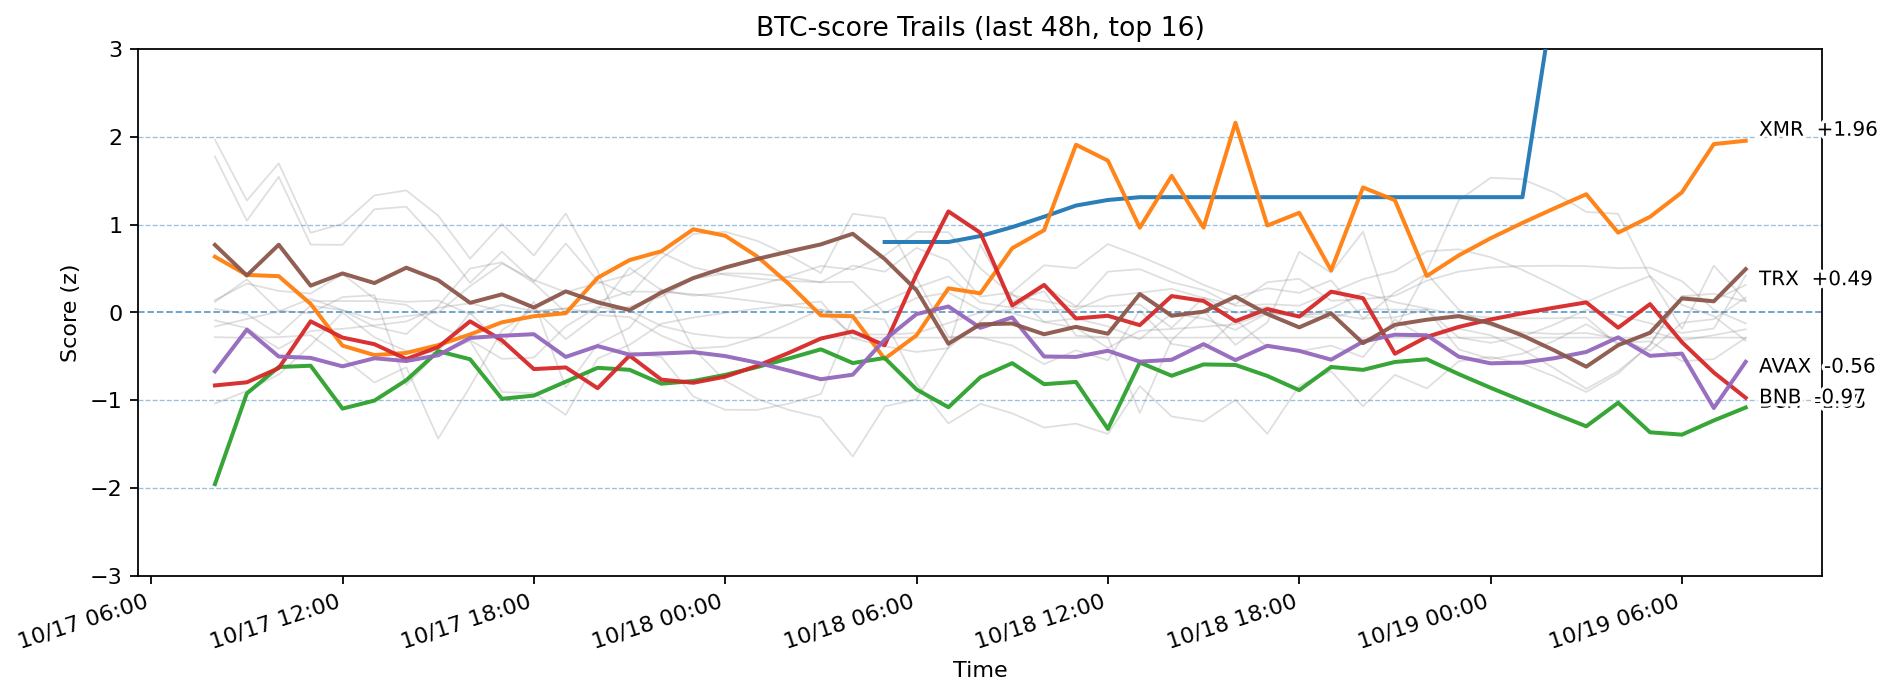 BTC-score Trails (last 48h, top 16)
3
2
1
0
−1
−2
−3
Score (z)
XMR +1.96
TRX +0.49
AVAX -0.56
BNB -0.97
10/17 06:00
10/17 12:00
10/17 18:00
10/18 00:00
10/18 06:00
10/18 12:00
10/18 18:00
10/19 00:00
10/19 06:00
Time